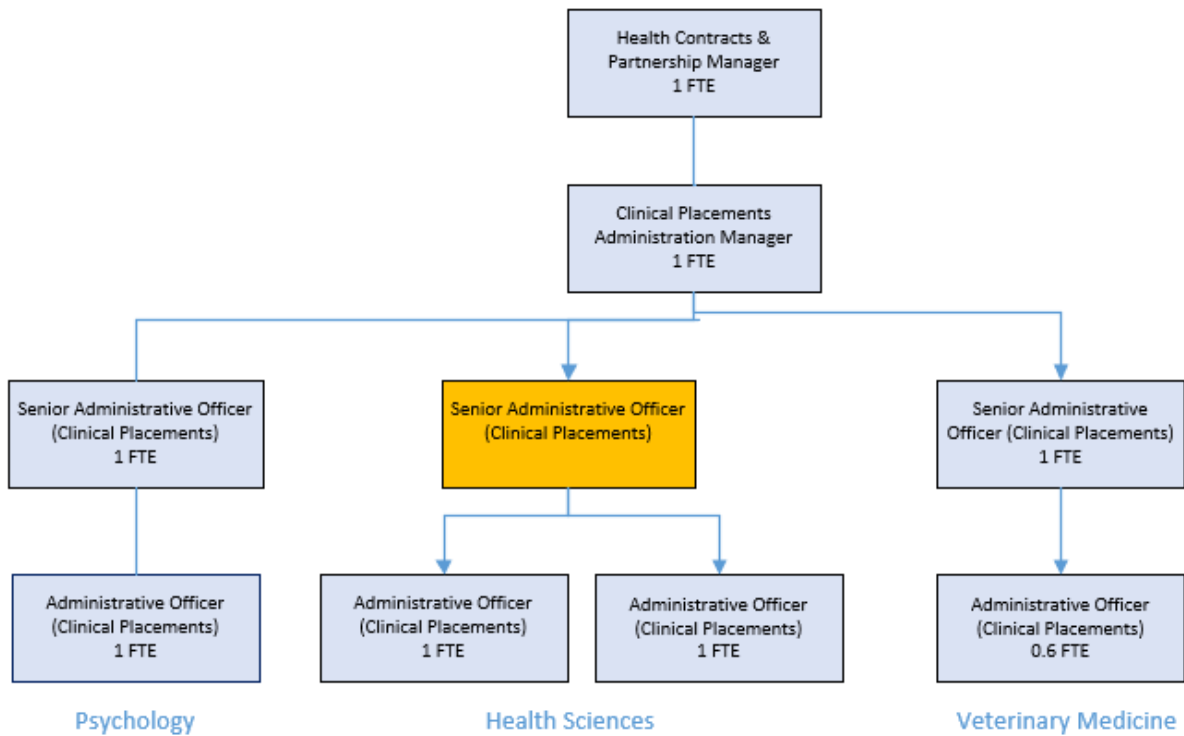 Health Contracts &
Partnership Manager
1 FTE
Clinical Placements
Administration Manager
1 FTE
Senior Administrative Officer
(Clinical Placements)
1 FTE
Senior Administrative Officer
(Clinical Placements)
Senior Administrative
Officer (Clinical Placements)
1 FTE
Administrative Officer
(Clinical Placements)
1 FTE
Administrative Officer
(Clinical Placements)
1 FTE
Administrative Officer
(Clinical Placements)
1 FTE
Administrative Officer
(Clinical Placements)
0.6 FTE
Psychology
Health Sciences
Veterinary Medicine